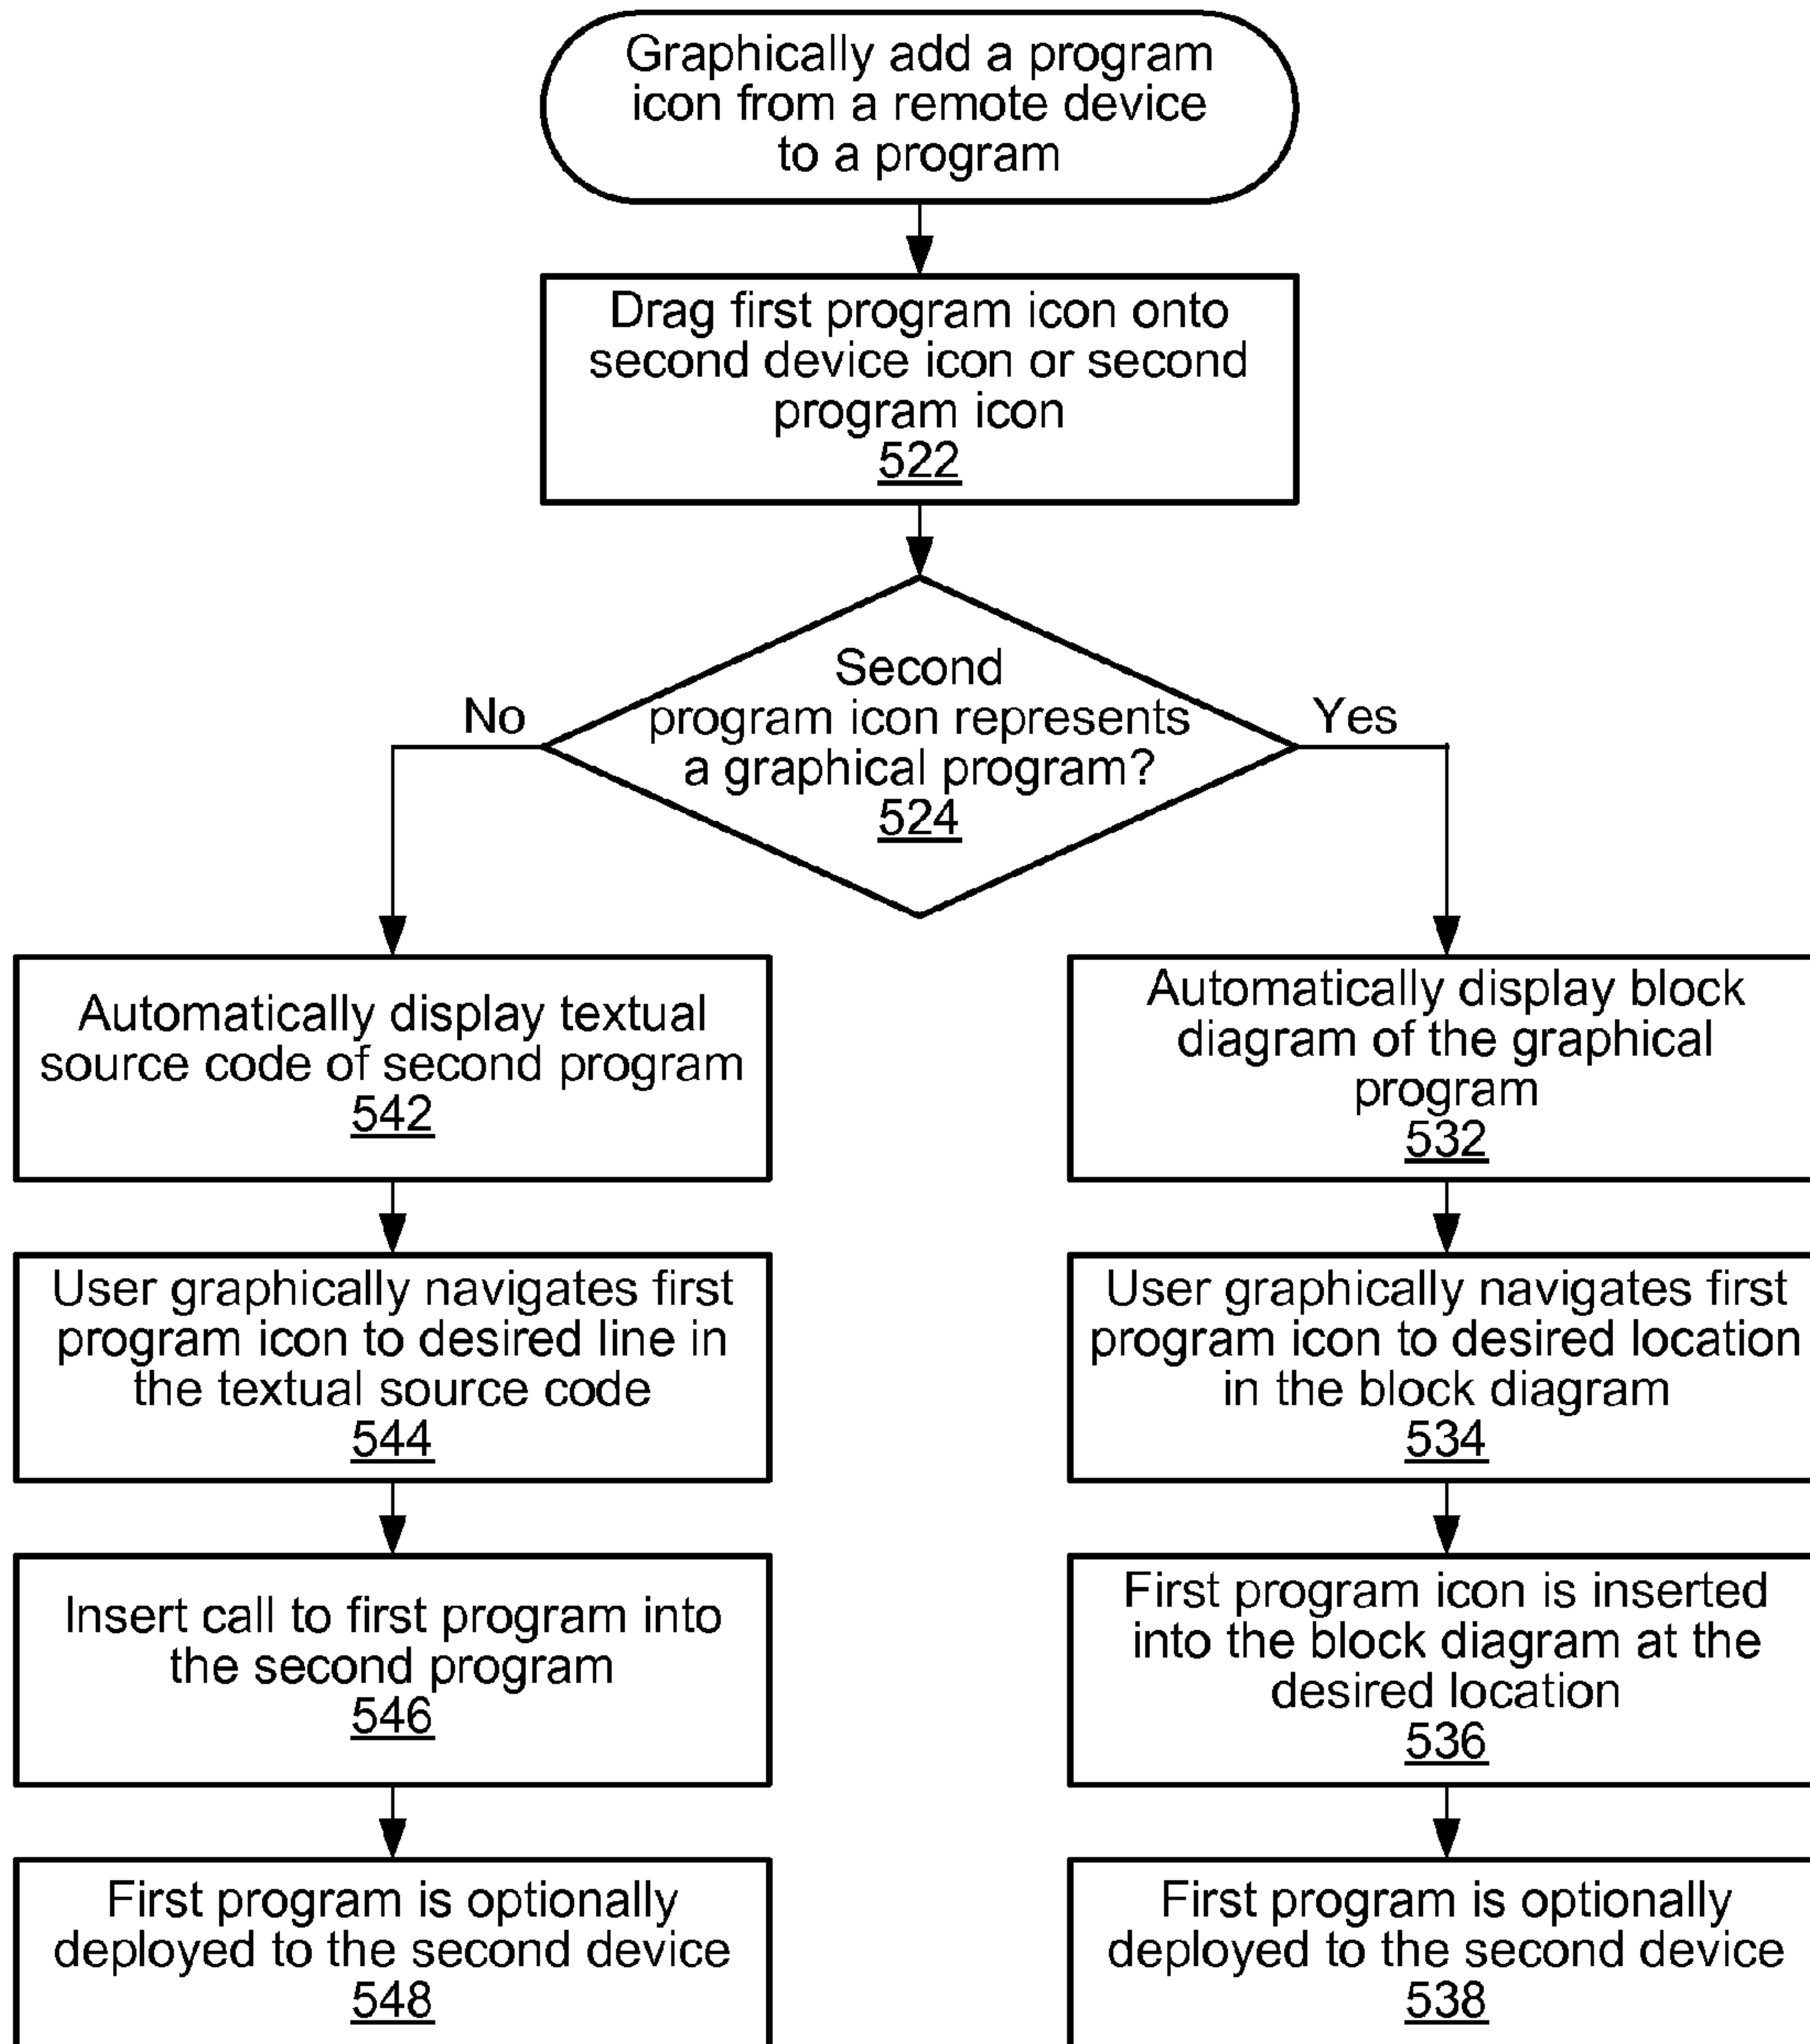 Graphically add a program
icon from a remote device
to a program
Drag first program icon onto
second device icon or second
program icon
522
Second
program icon represents
a graphical program?
524
No
Yes
Automatically display textual
source code of second program
542
User graphically navigates first
program icon to desired line in
the textual source code
544
Insert call to first program into
the second program
546
First program is optionally
deployed to the second device
548
Automatically display block
diagram of the graphical
program
532
User graphically navigates first
program icon to desired location
in the block diagram
534
First program icon is inserted
into the block diagram at the
desired location
536
First program is optionally
deployed to the second device
538